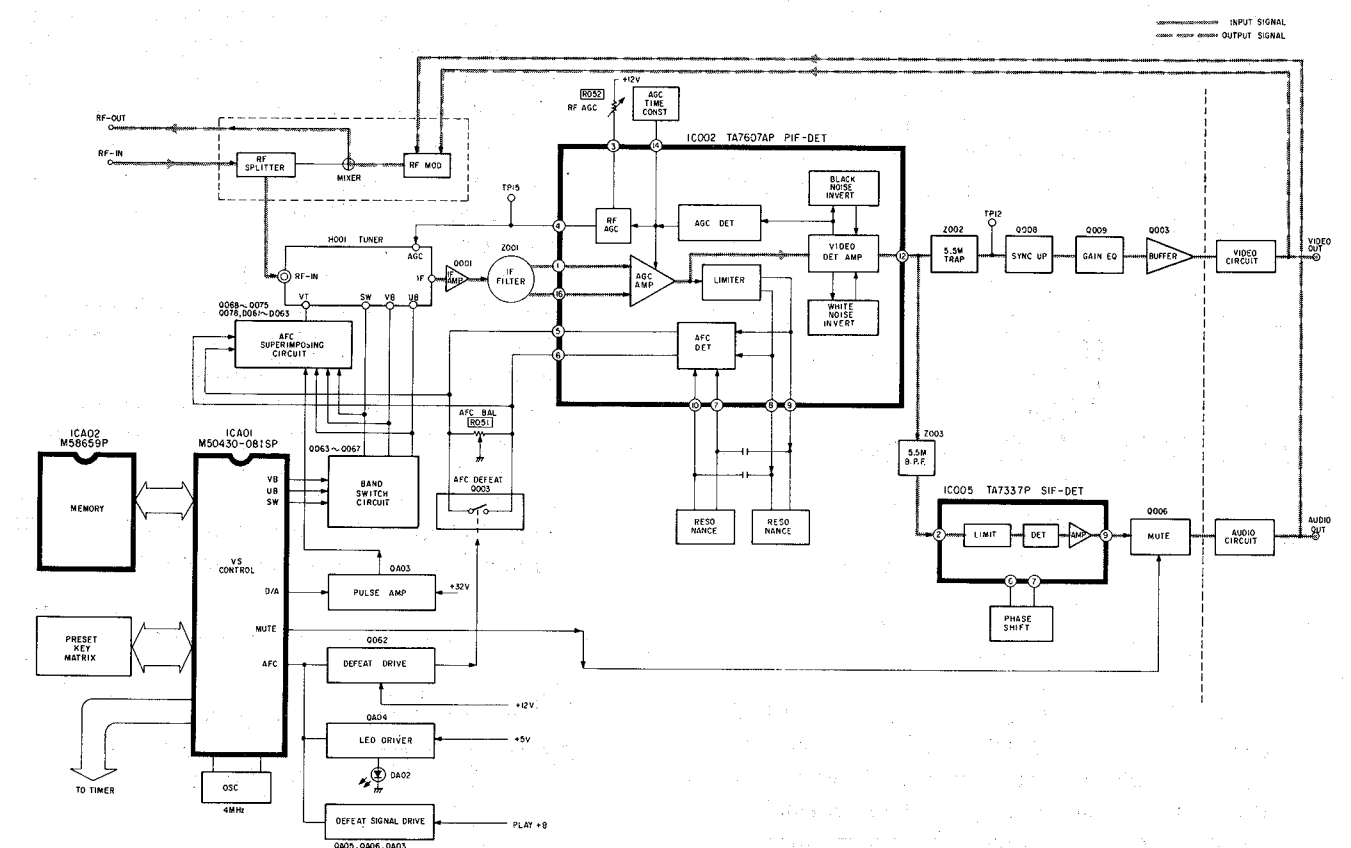 INPUT SIGNAL
OUTPUT SIGNAL
RF-OUT
RF-IN
RF
SPLITTER
MIXER
RF MOD
+12V
R052
RF AGC
AGC
TIME
CONST
IC002 TA7607AP PIF-DET
3
14
TP15
4
RF
AGC
AGC DET
BLACK
NOISE
INVERT
VIDEO
DET AMP
WHITE
NOISE
INVERT
12
H001 TUNER
AGC
RF-IN
IF
VT
SW
VB
UB
Q001
IF
AMP
Z001
IF
FILTER
1
16
AGC
AMP
LIMITER
5
6
AFC
DET
10
7
8
9
RESO
NANCE
RESO
NANCE
Z002
5.5M
TRAP
TP12
Q008
SYNC UP
Q009
GAIN EQ
Q003
BUFFER
VIDEO
CIRCUIT
VIDEO
OUT
Q068~Q075
Q078,D061~D063
AFC
SUPERIMPOSING
CIRCUIT
AFC BAL
R051
AFC DEFEAT
Q003
ICA02
M58659P
MEMORY
ICA01
M50430-081SP
VB
UB
SW
VS
CONTROL
D/A
MUTE
AFC
QD63~Q067
BAND
SWITCH
CIRCUIT
QA03
PULSE AMP
+32V
Q062
DEFEAT DRIVE
+12V
QA04
LED DRIVER
+5V
DA02
DEFEAT SIGNAL DRIVE
PLAY +8
QA05,QA06,QA03
PRESET
KEY
MATRIX
TO TIMER
OSC
4MHz
Z003
5.5M
B.P.F.
IC005 TA7337P SIF-DET
2
LIMIT
DET
AMP
9
6
7
PHASE
SHIFT
Q006
MUTE
AUDIO
CIRCUIT
AUDIO
OUT